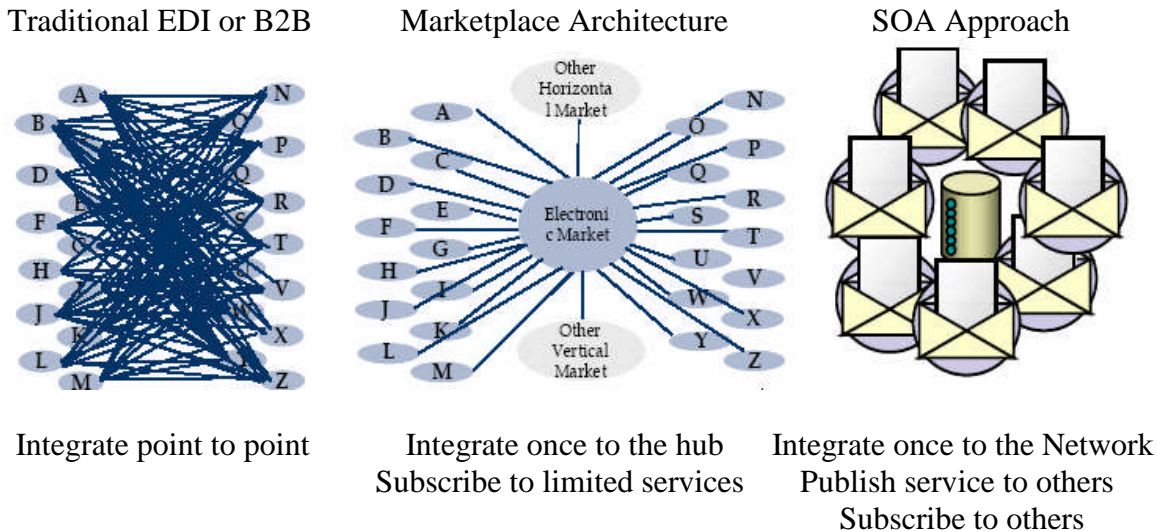 Traditional EDI or B2B
Marketplace Architecture
SOA Approach
A
B
D
F
H
J
K
L
M
N
P
Q
R
S
T
V
X
Z
Other
Horizonta
l Market
A
B
C
D
E
F
G
H
I
J
K
L
M
Electroni
c Market
N
O
P
Q
R
S
T
U
V
W
X
Y
Z
Other
Vertical
Market
Integrate point to point
Integrate once to the hub
Subscribe to limited services
Integrate once to the Network
Publish service to others
Subscribe to others